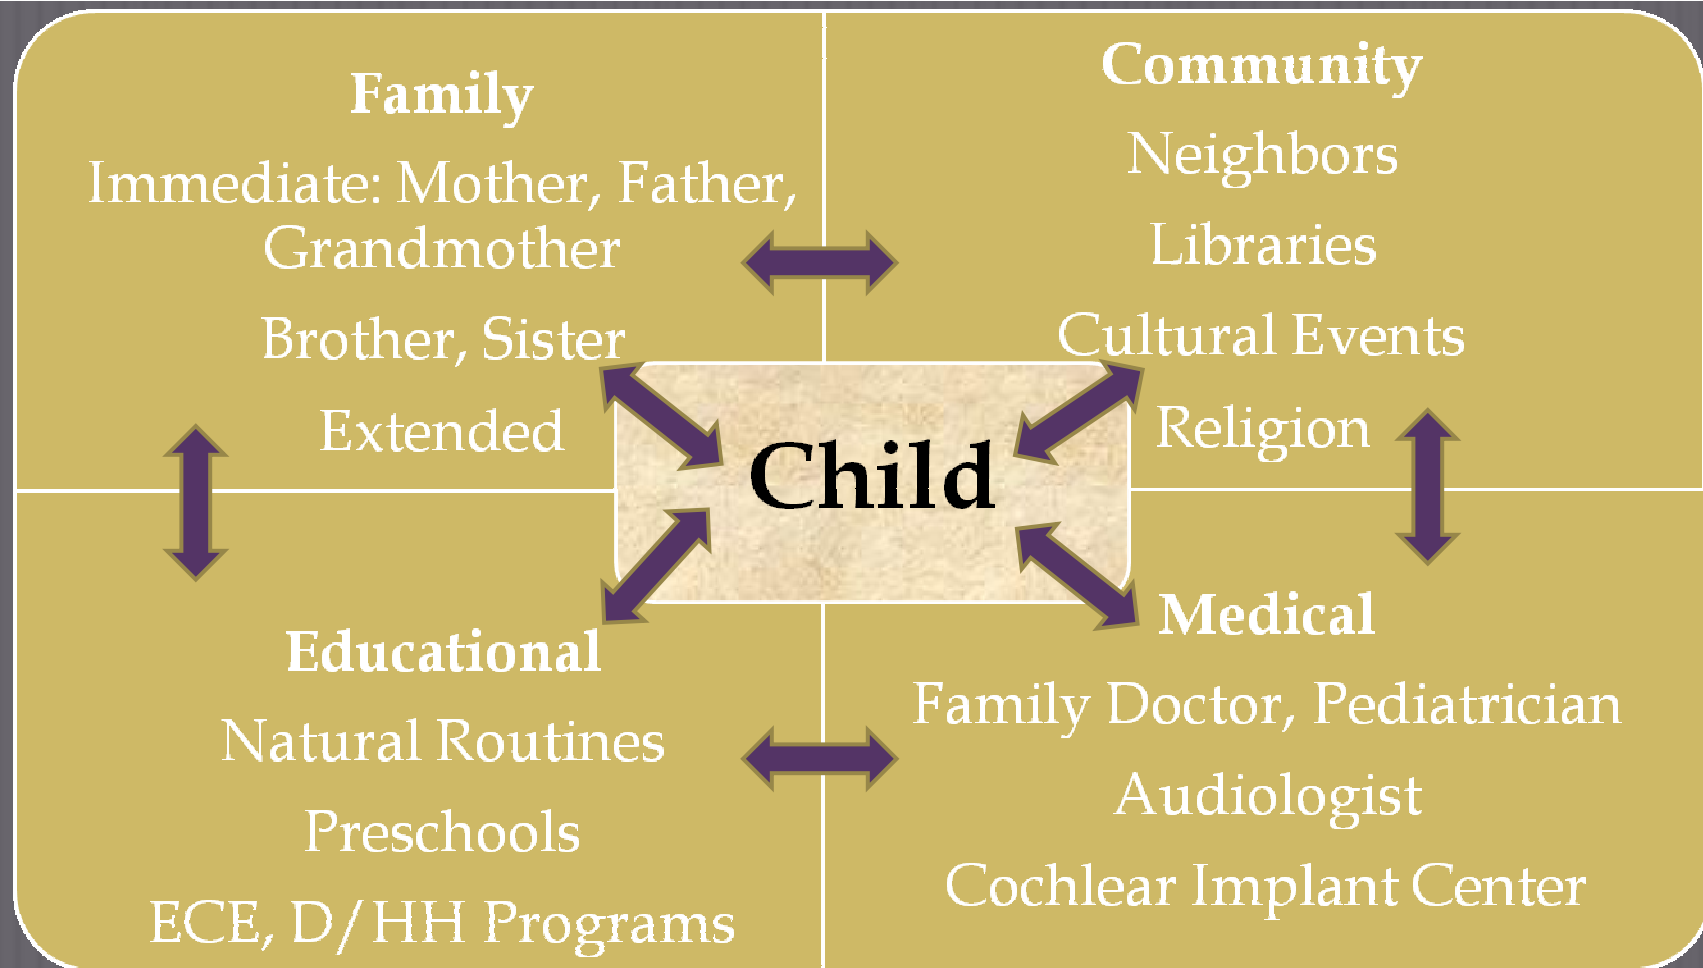 Family
Immediate: Mother, Father,
Grandmother
Brother, Sister
Extended
Community
Neighbors
Libraries
Cultural Events
Religion
Child
Educational
Natural Routines
Preschools
ECE, D/HH Programs
Medical
Family Doctor, Pediatrician
Audiologist
Cochlear Implant Center